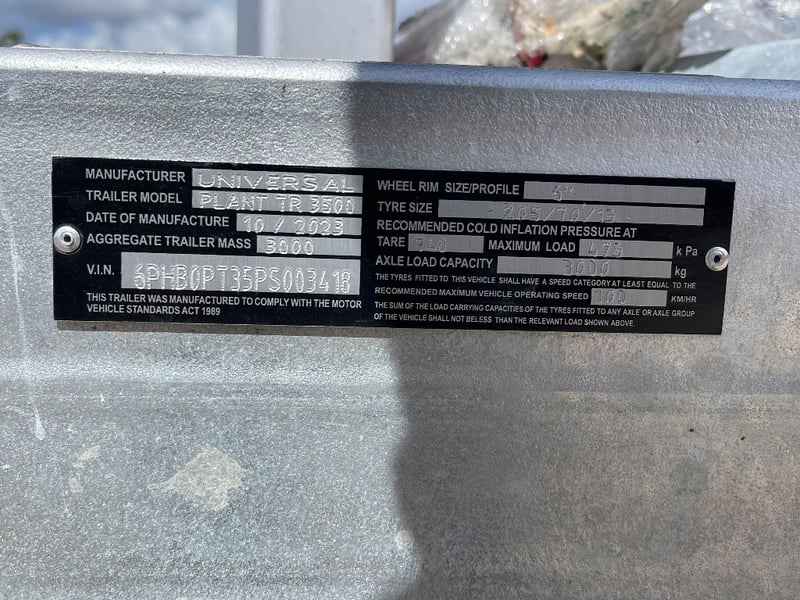 MANUFACTURER UNIVERSAL
TRAILER MODEL PLANT TR 3500
DATE OF MANUFACTURE 10 / 2023
AGGREGATE TRAILER MASS 3000
V.I.N. 6PHB0PT35PS003418
THIS TRAILER WAS MANUFACTURED TO COMPLY WITH THE MOTOR
VEHICLE STANDARDS ACT 1989
WHEEL RIM SIZE/PROFILE 6"
TYRE SIZE 205/70/15
RECOMMENDED COLD INFLATION PRESSURE AT
TARE 740 MAXIMUM LOAD 475 k Pa
AXLE LOAD CAPACITY 3000 kg
THE TYRES FITTED TO THIS VEHICLE SHALL HAVE A SPEED CATEGORY AT LEAST EQUAL TO THE
RECOMMENDED MAXIMUM VEHICLE OPERATING SPEED 100 KM/HR
THE SUM OF THE LOAD CARRYING CAPACITIES OF THE TYRES FITTED TO ANY AXLE OR AXLE GROUP
OF THE VEHICLE SHALL NOT BELESS THAN THE RELEVANT LOAD SHOWN ABOVE.